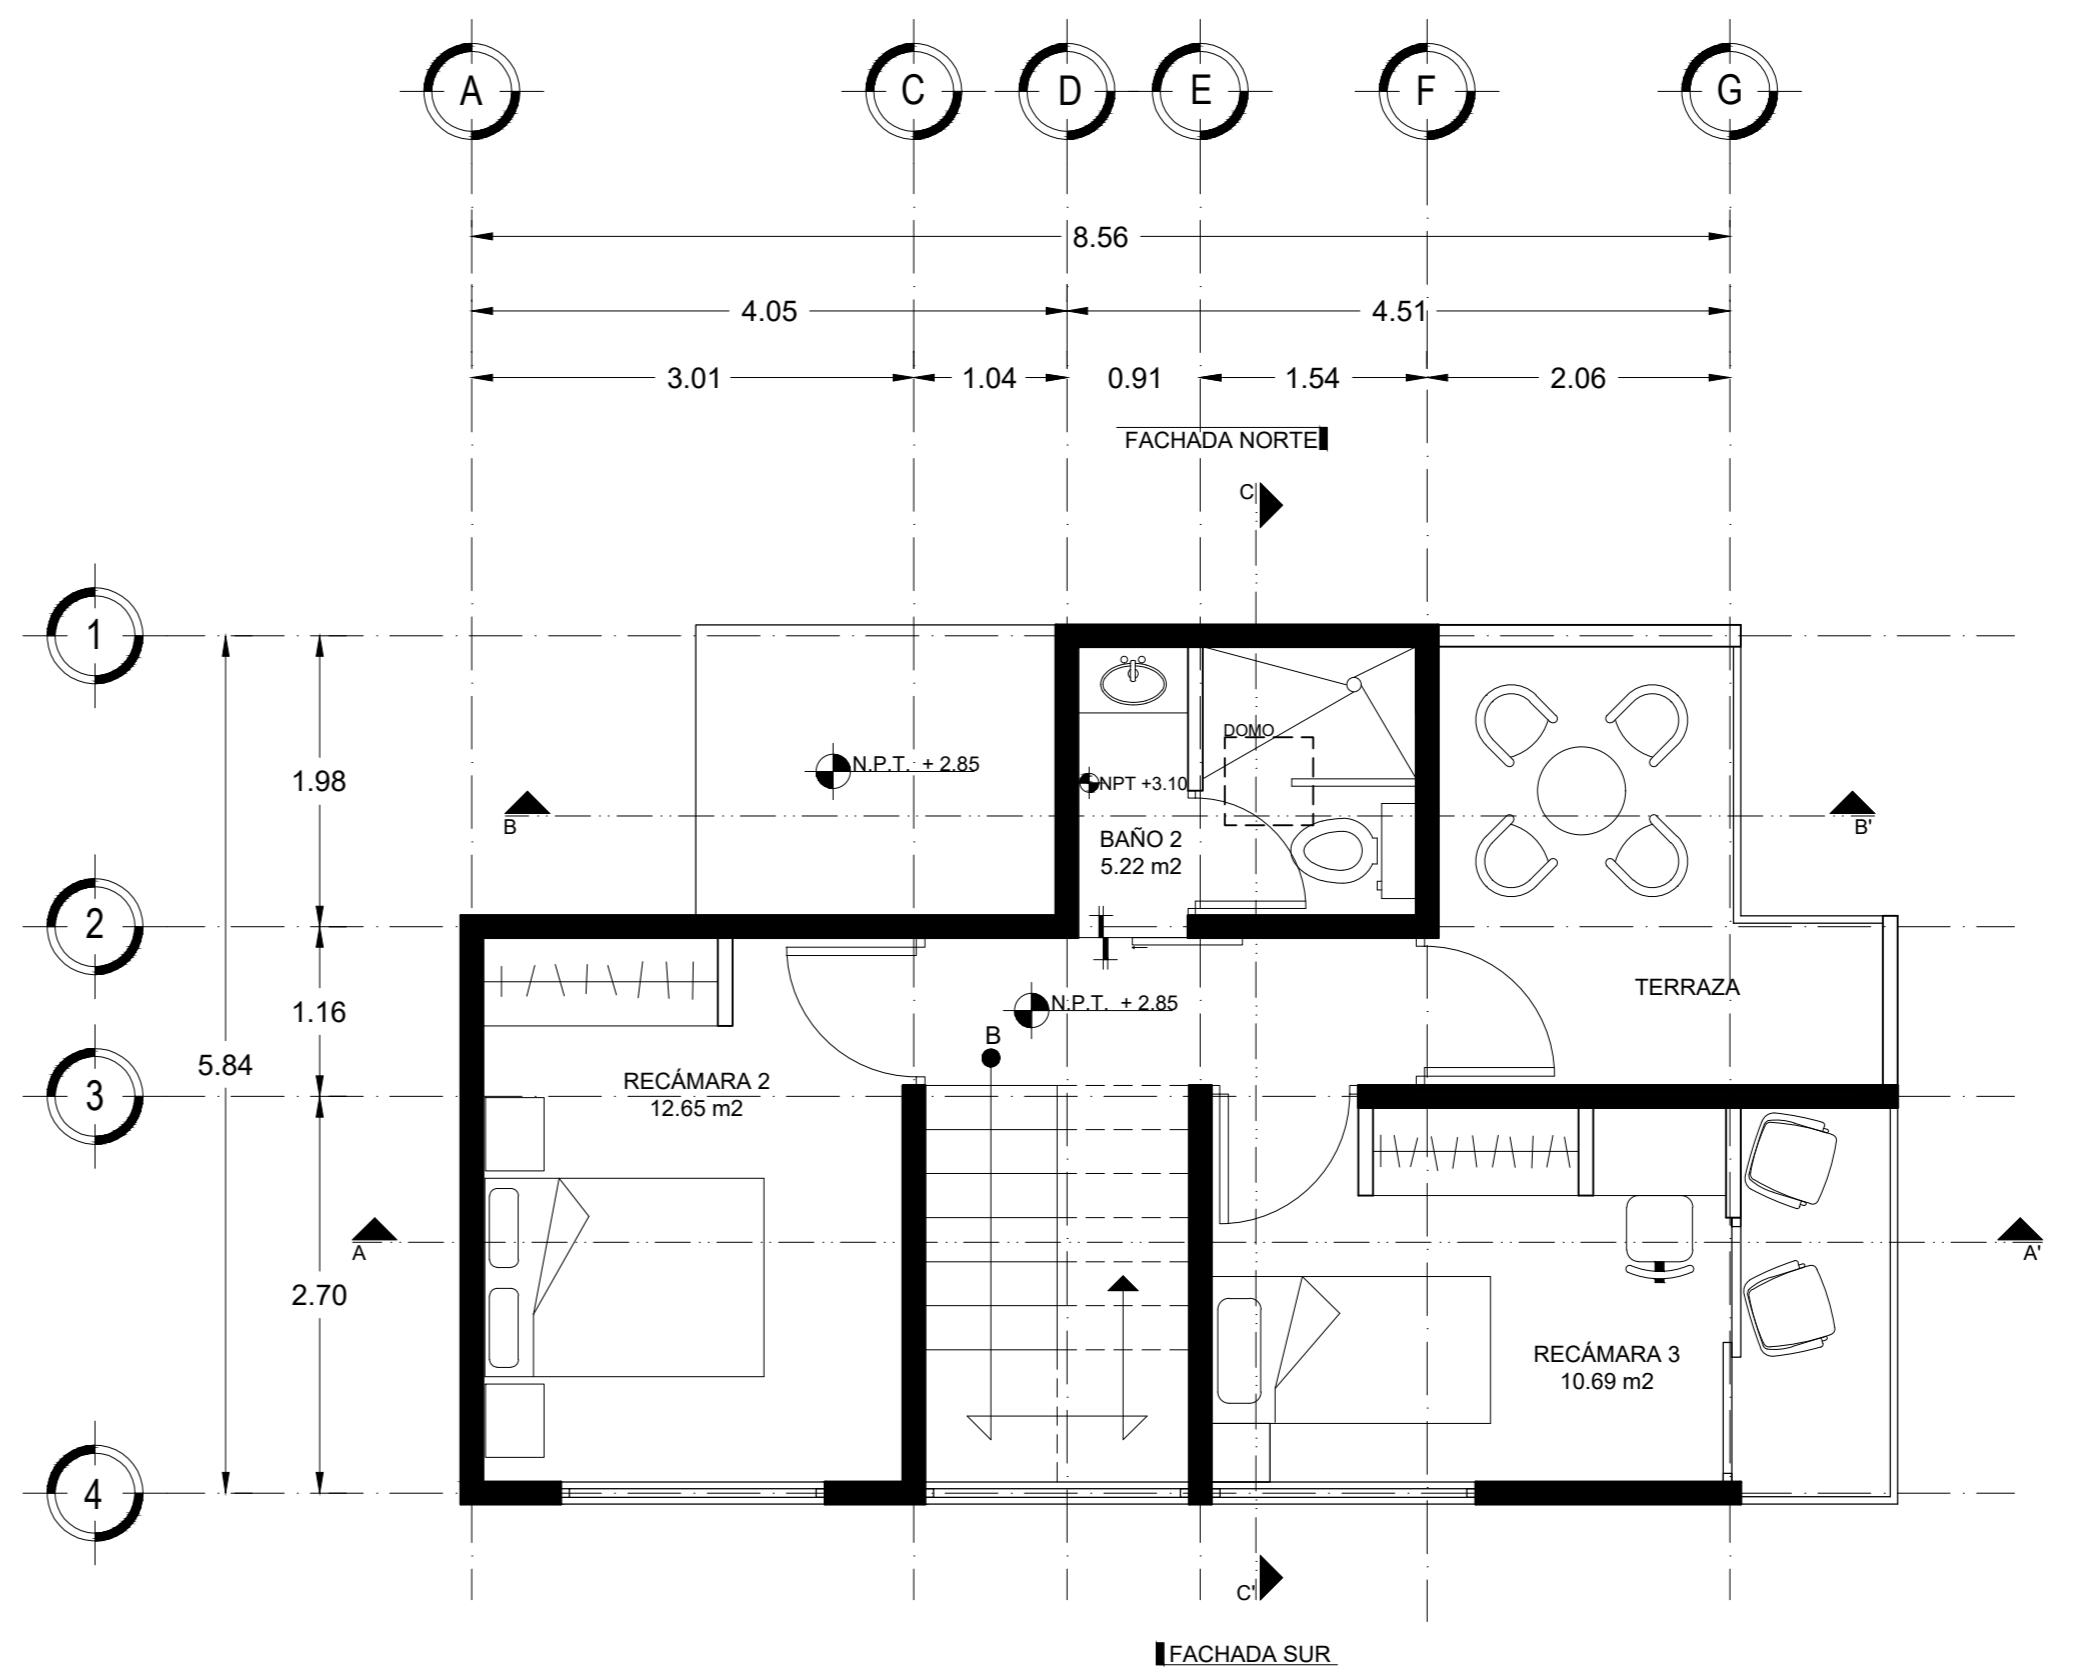 A
C
D
E
F
G
8.56
4.05
4.51
3.01
1.04
0.91
1.54
2.06
FACHADA NORTE
C
1
1.98
DOMO
N.P.T. + 2.85
NPT +3.10
B
B'
BAÑO 2
5.22 m2
2
TERRAZA
1.16
N.P.T. + 2.85
B
5.84
RECÁMARA 2
12.65 m2
3
A
A'
2.70
RECÁMARA 3
10.69 m2
4
C'
FACHADA SUR